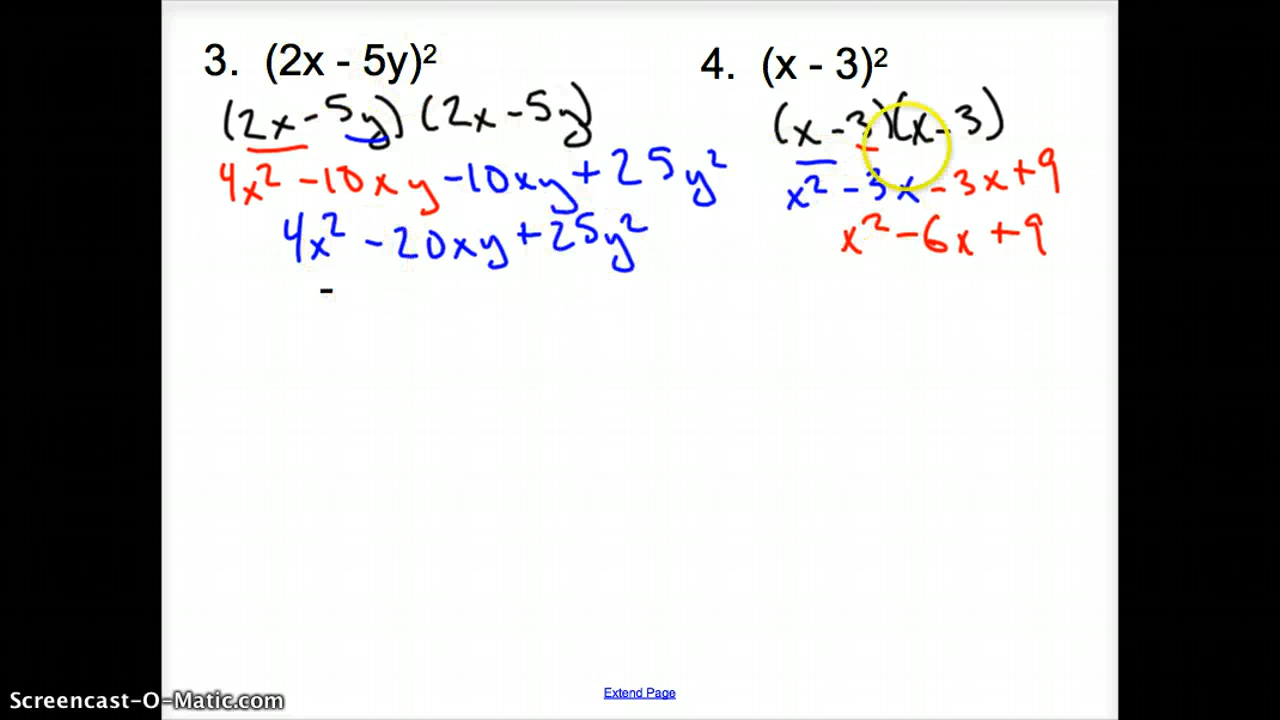 3. (2x - 5y)²
(2x - 5y)(2x - 5y)
4x² - 10xy - 10xy + 25y²
4x² - 20xy + 25y²
-
4. (x - 3)²
(x - 3)(x - 3)
x² - 3x - 3x + 9
x² - 6x + 9
Extend Page
Screencast-O-Matic.com